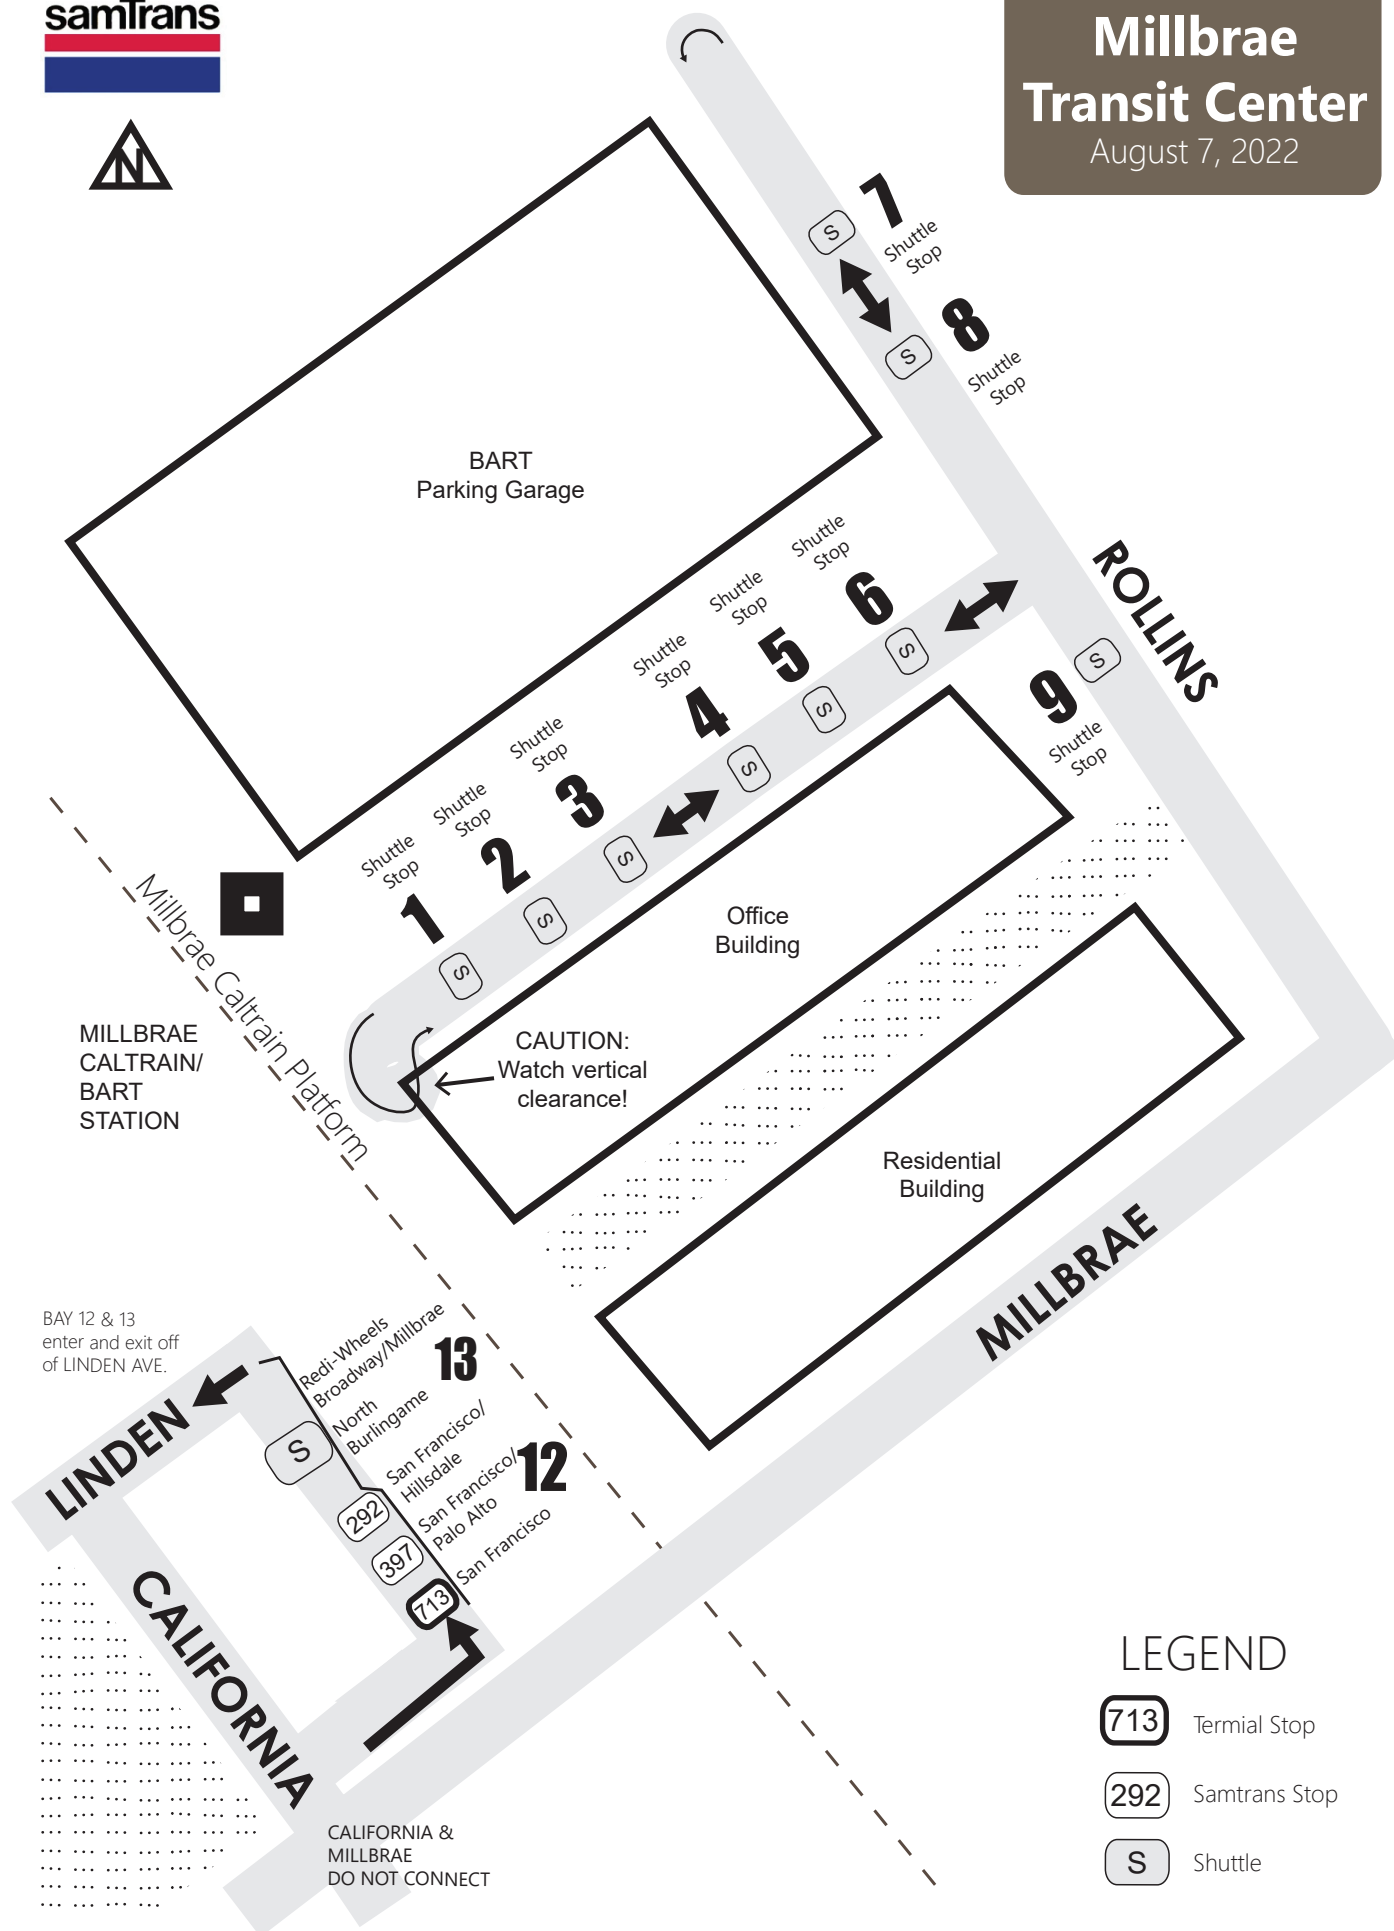 samTrans
N
Millbrae
Transit Center
August 7, 2022
S
7
Shuttle
Stop
S
8
Shuttle
Stop
BART
Parking Garage
ROLLINS
Shuttle
Stop
6
S
Shuttle
Stop
5
S
Shuttle
Stop
4
S
S
9
Shuttle
Stop
Shuttle
Stop
3
S
Shuttle
Stop
2
S
Shuttle
Stop
1
S
Office
Building
Millbrae Caltrain Platform
MILLBRAE
CALTRAIN/
BART
STATION
CAUTION:
Watch vertical
clearance!
Residential
Building
MILLBRAE
BAY 12 & 13
enter and exit off
of LINDEN AVE.
Redi-Wheels
Broadway/Millbrae
13
North
Burlingame
S
San Francisco/
Hillsdale
292
San Francisco/
Palo Alto
12
397
San Francisco
713
LINDEN
CALIFORNIA
CALIFORNIA &
MILLBRAE
DO NOT CONNECT
LEGEND
713 Termial Stop
292 Samtrans Stop
S Shuttle